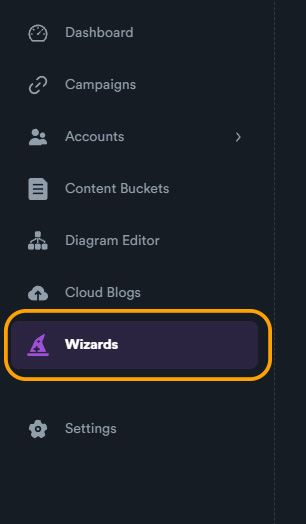 Dashboard
Campaigns
Accounts
Content Buckets
Diagram Editor
Cloud Blogs
Wizards
Settings